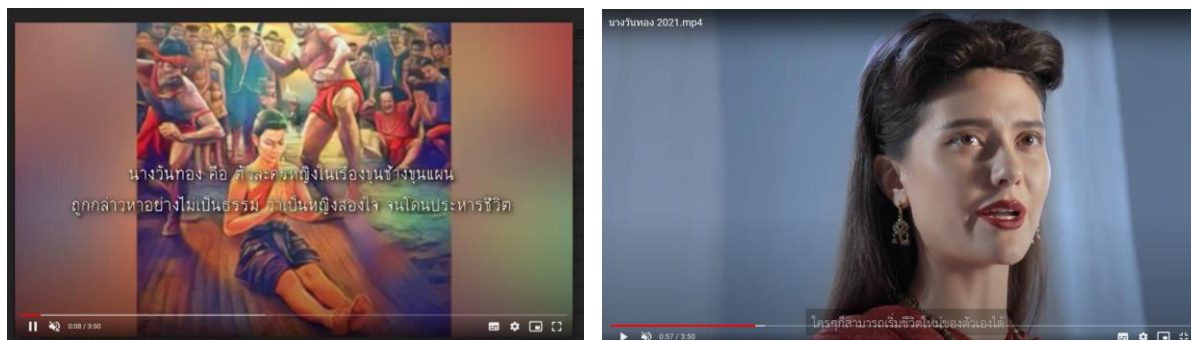 นางวันทอง คือ ตัวละครหญิงในเรื่องขุนช้างขุนแผน
ถูกกล่าวหาอย่างไม่เป็นธรรม ว่าเป็นหญิงสองใจ จนโดนประหารชีวิต
0:08 / 3:50
นางวันทอง 2021.mp4
ใครๆก็สามารถเริ่มชีวิตใหม่ของตัวเองได้
0:57 / 3:50